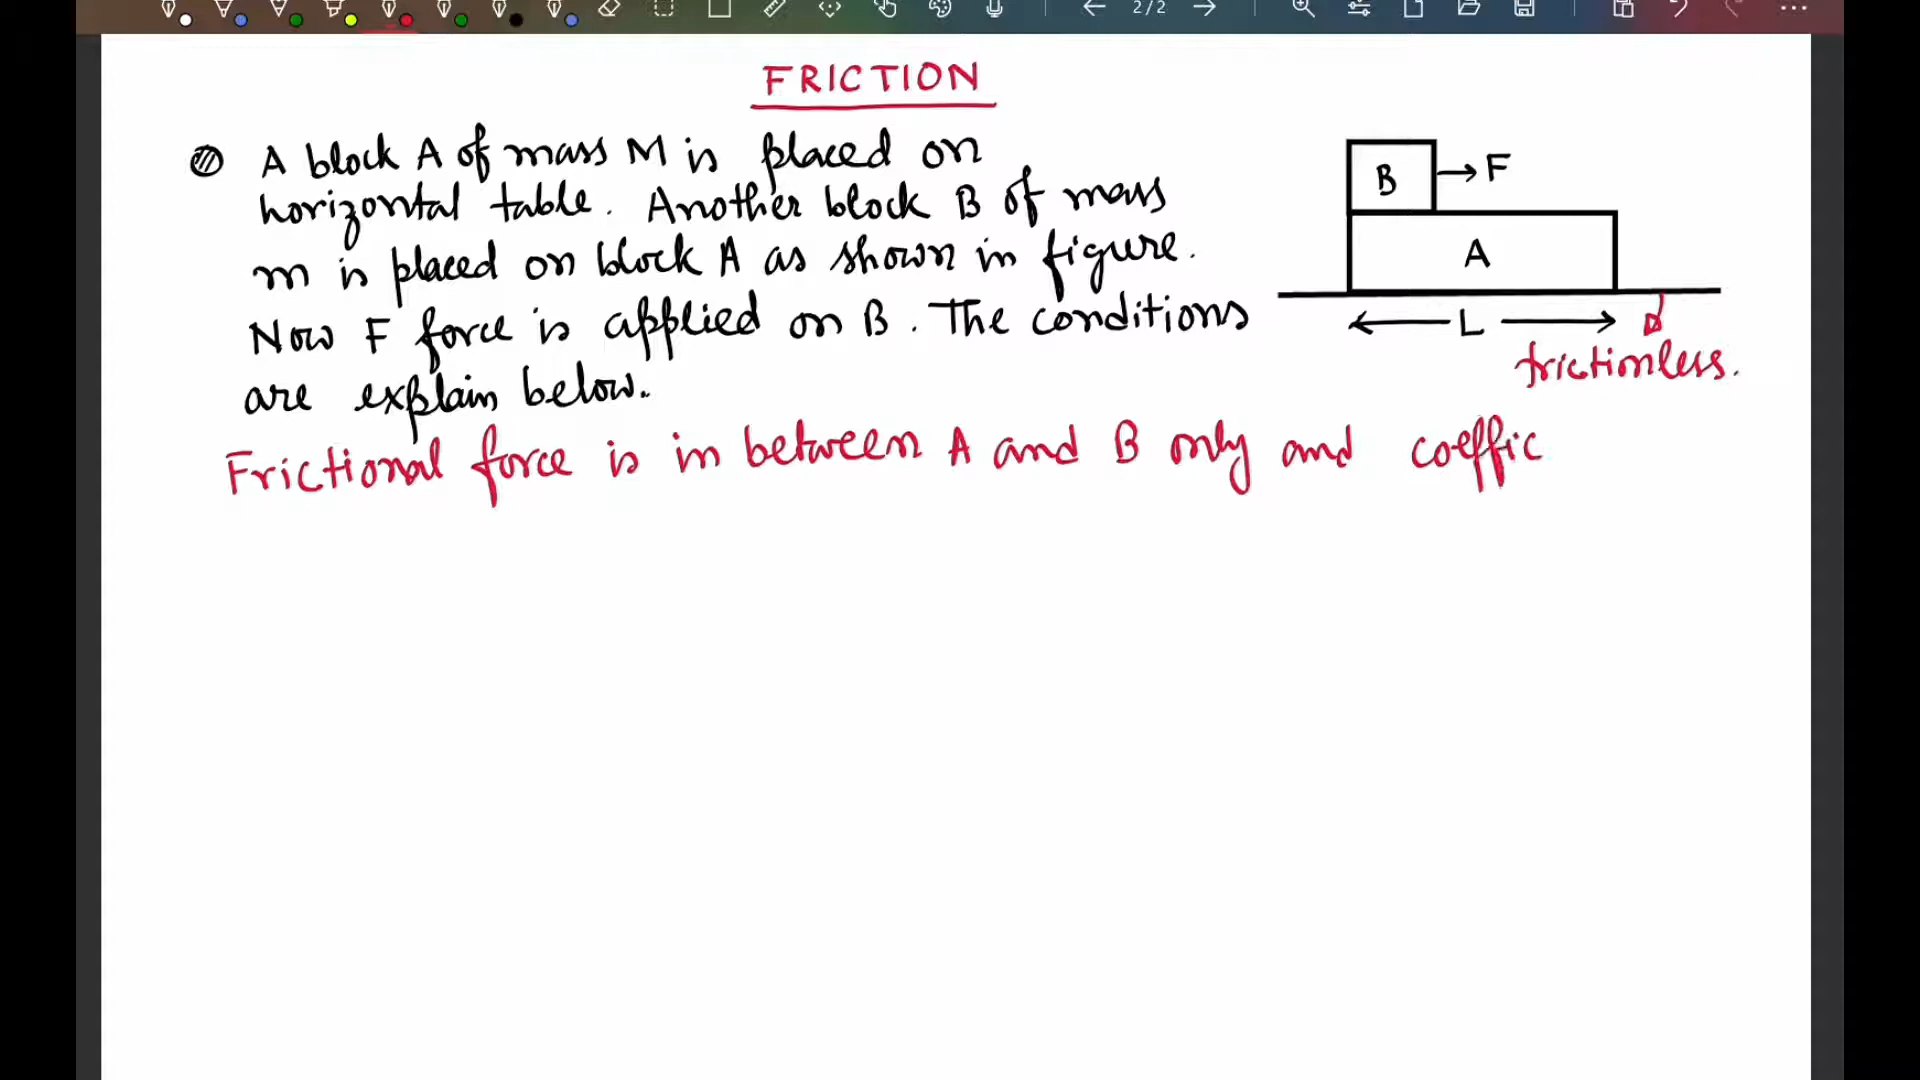 2/2
FRICTION
A block A of mass M is placed on
horizontal table. Another block B of mass
m is placed on block A as shown in figure.
Now F force is applied on B. The conditions
are explain below.
B
F
A
L
frictionless.
Frictional force is in between A and B only and coeffic